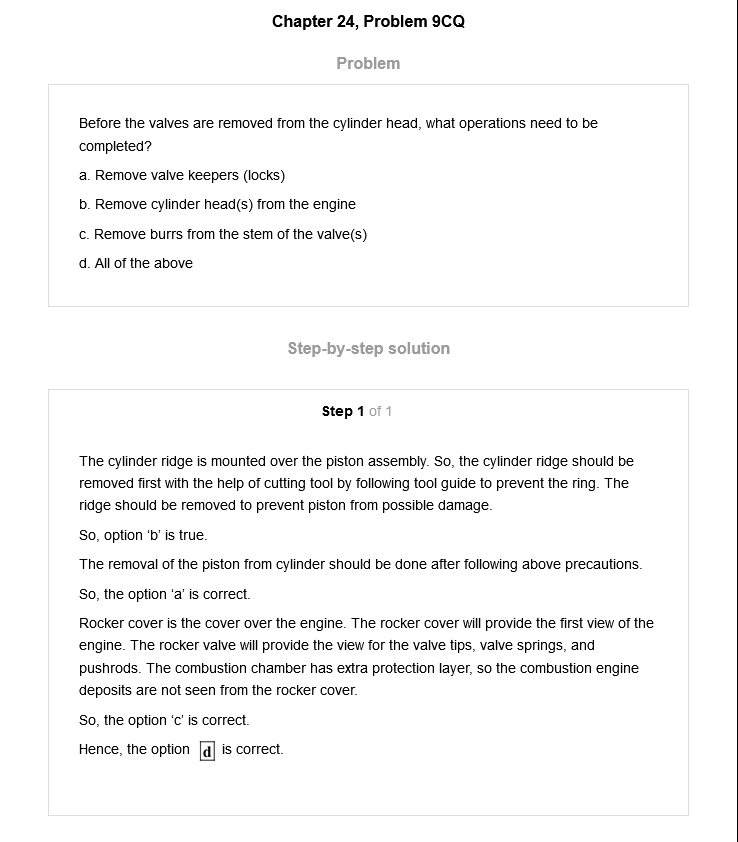 Chapter 24, Problem 9CQ
Problem
Before the valves are removed from the cylinder head, what operations need to be
completed?
a. Remove valve keepers (locks)
b. Remove cylinder head(s) from the engine
c. Remove burrs from the stem of the valve(s)
d. All of the above
Step-by-step solution
Step 1 of 1
The cylinder ridge is mounted over the piston assembly. So, the cylinder ridge should be
removed first with the help of cutting tool by following tool guide to prevent the ring. The
ridge should be removed to prevent piston from possible damage.
So, option ‘b’ is true.
The removal of the piston from cylinder should be done after following above precautions.
So, the option ‘a’ is correct.
Rocker cover is the cover over the engine. The rocker cover will provide the first view of the
engine. The rocker valve will provide the view for the valve tips, valve springs, and
pushrods. The combustion chamber has extra protection layer, so the combustion engine
deposits are not seen from the rocker cover.
So, the option ‘c’ is correct.
Hence, the option d is correct.